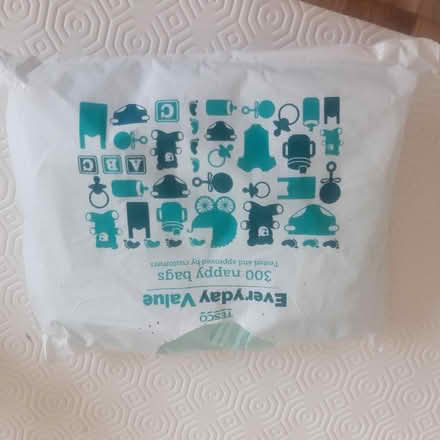 TESCO
Everyday Value
300 nappy bags
Tested and approved by customers
A B C
C